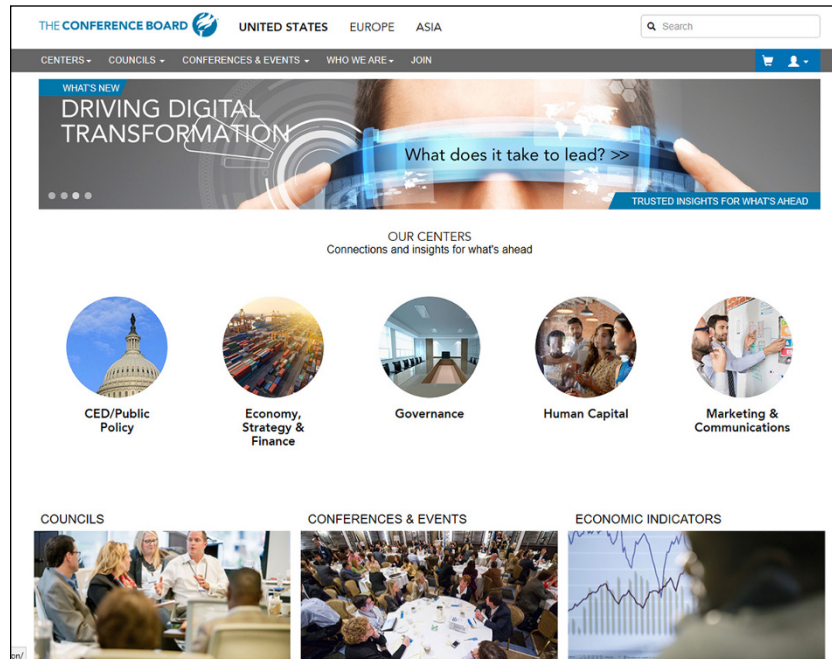 THE CONFERENCE BOARD
UNITED STATES EUROPE ASIA
Search
CENTERS COUNCILS CONFERENCES & EVENTS WHO WE ARE JOIN
WHAT'S NEW
DRIVING DIGITAL
TRANSFORMATION
What does it take to lead? >>
TRUSTED INSIGHTS FOR WHAT'S AHEAD
OUR CENTERS
Connections and insights for what's ahead
CED/Public
Policy
Economy,
Strategy &
Finance
Governance
Human Capital
Marketing &
Communications
COUNCILS
CONFERENCES & EVENTS
ECONOMIC INDICATORS
on/